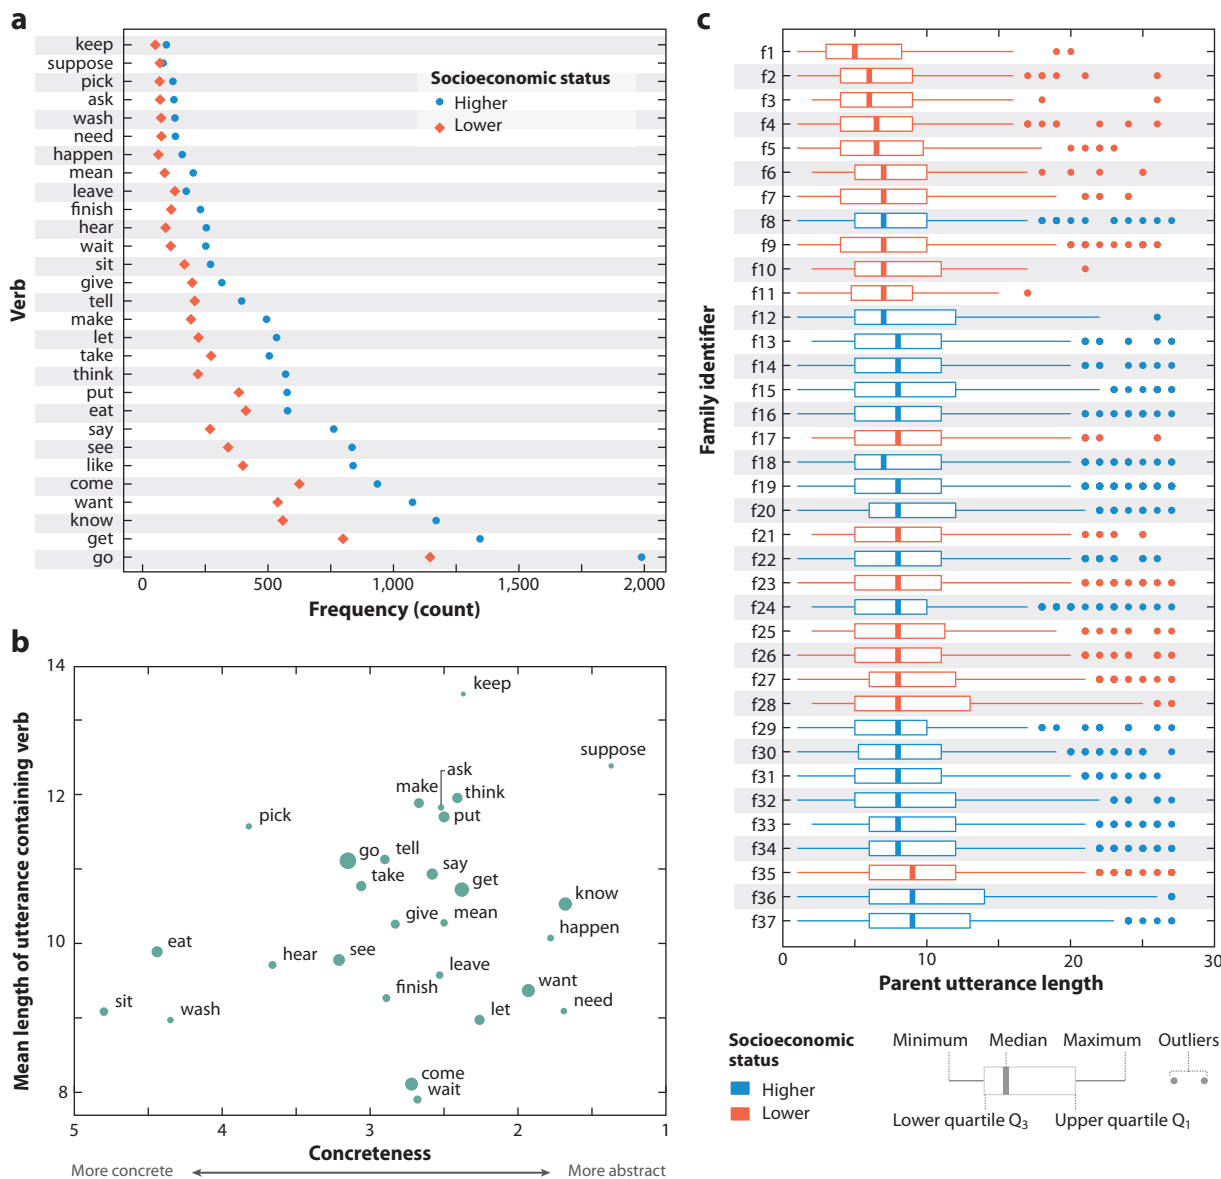 a
keep
suppose
pick
ask
wash
need
happen
mean
leave
finish
hear
wait
sit
give
tell
make
let
take
think
put
eat
say
see
like
come
want
know
get
go
Verb
Socioeconomic status
Higher
Lower
0 500 1,000 1,500 2,000
Frequency (count)
b
14
12
10
8
Mean length of utterance containing verb
keep
suppose
ask
make think
put
pick
go tell
take say
get
know
give mean
happen
eat
hear see
leave
finish want
need
sit
wash
let
come
wait
5 4 3 2 1
Concreteness
More concrete More abstract
c
f1
f2
f3
f4
f5
f6
f7
f8
f9
f10
f11
f12
f13
f14
f15
f16
f17
f18
f19
f20
f21
f22
f23
f24
f25
f26
f27
f28
f29
f30
f31
f32
f33
f34
f35
f36
f37
Family identifier
0 10 20 30
Parent utterance length
Socioeconomic
status
Higher
Lower
Minimum Median Maximum Outliers
Lower quartile Q3 Upper quartile Q1